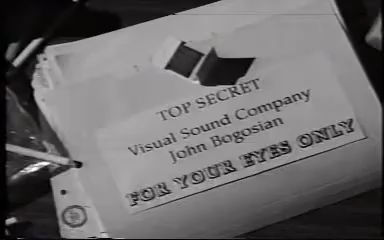 TOP SECRET
Visual Sound Company
John Bogosian
FOR YOUR EYES ONLY